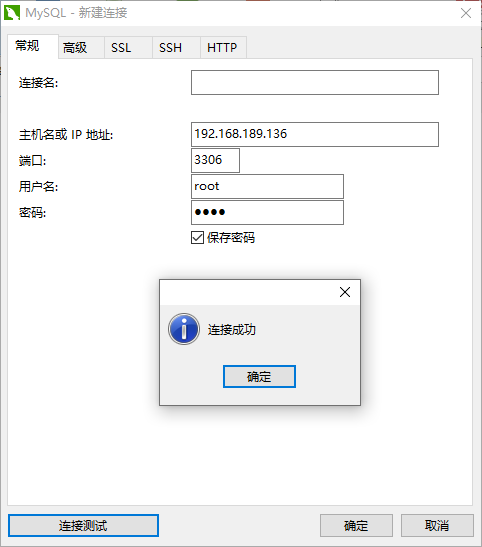 MySQL - 新建连接
常规 高级 SSL SSH HTTP
连接名:
主机名或 IP 地址: 192.168.189.136
端口: 3306
用户名: root
密码: ●●●●
保存密码
连接成功
确定
连接测试 确定 取消